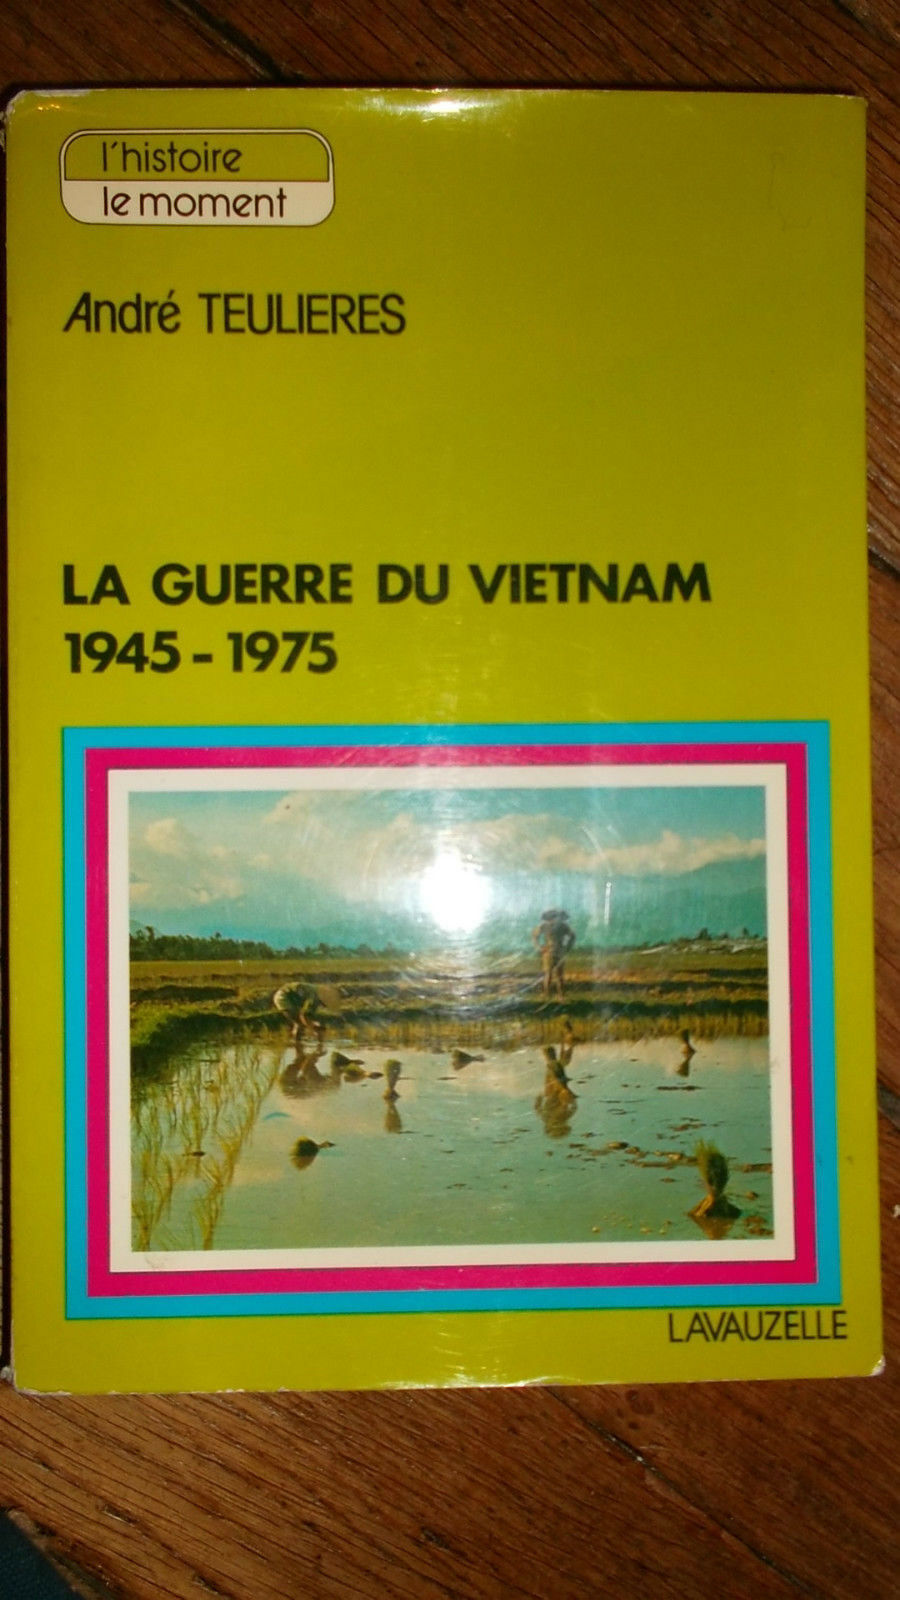 l'histoire
le moment
André TEULIERES
LA GUERRE DU VIETNAM
1945 - 1975
LAVAUZELLE